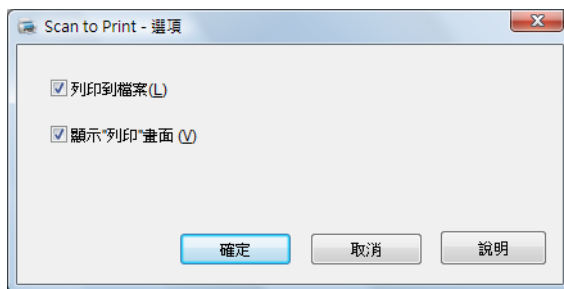 Scan to Print - 選項
列印到檔案(L)
顯示"列印"畫面 (V)
確定 取消 說明